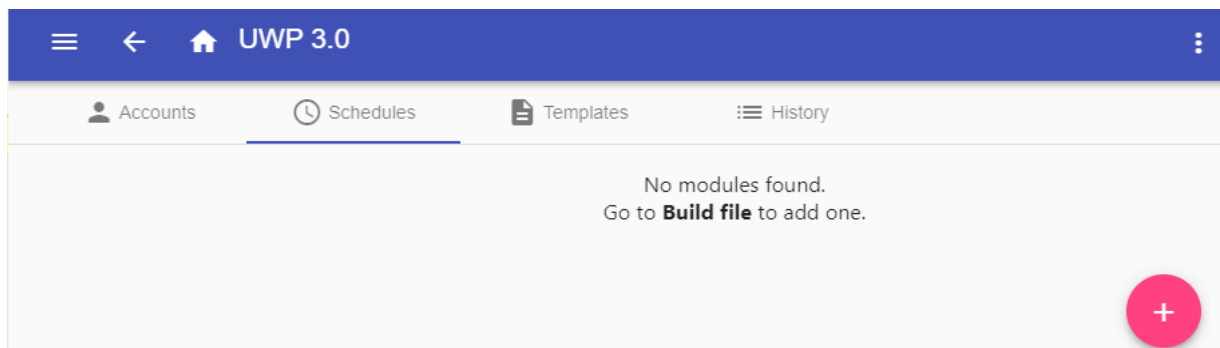 UWP 3.0
Accounts
Schedules
Templates
History
No modules found.
Go to Build file to add one.